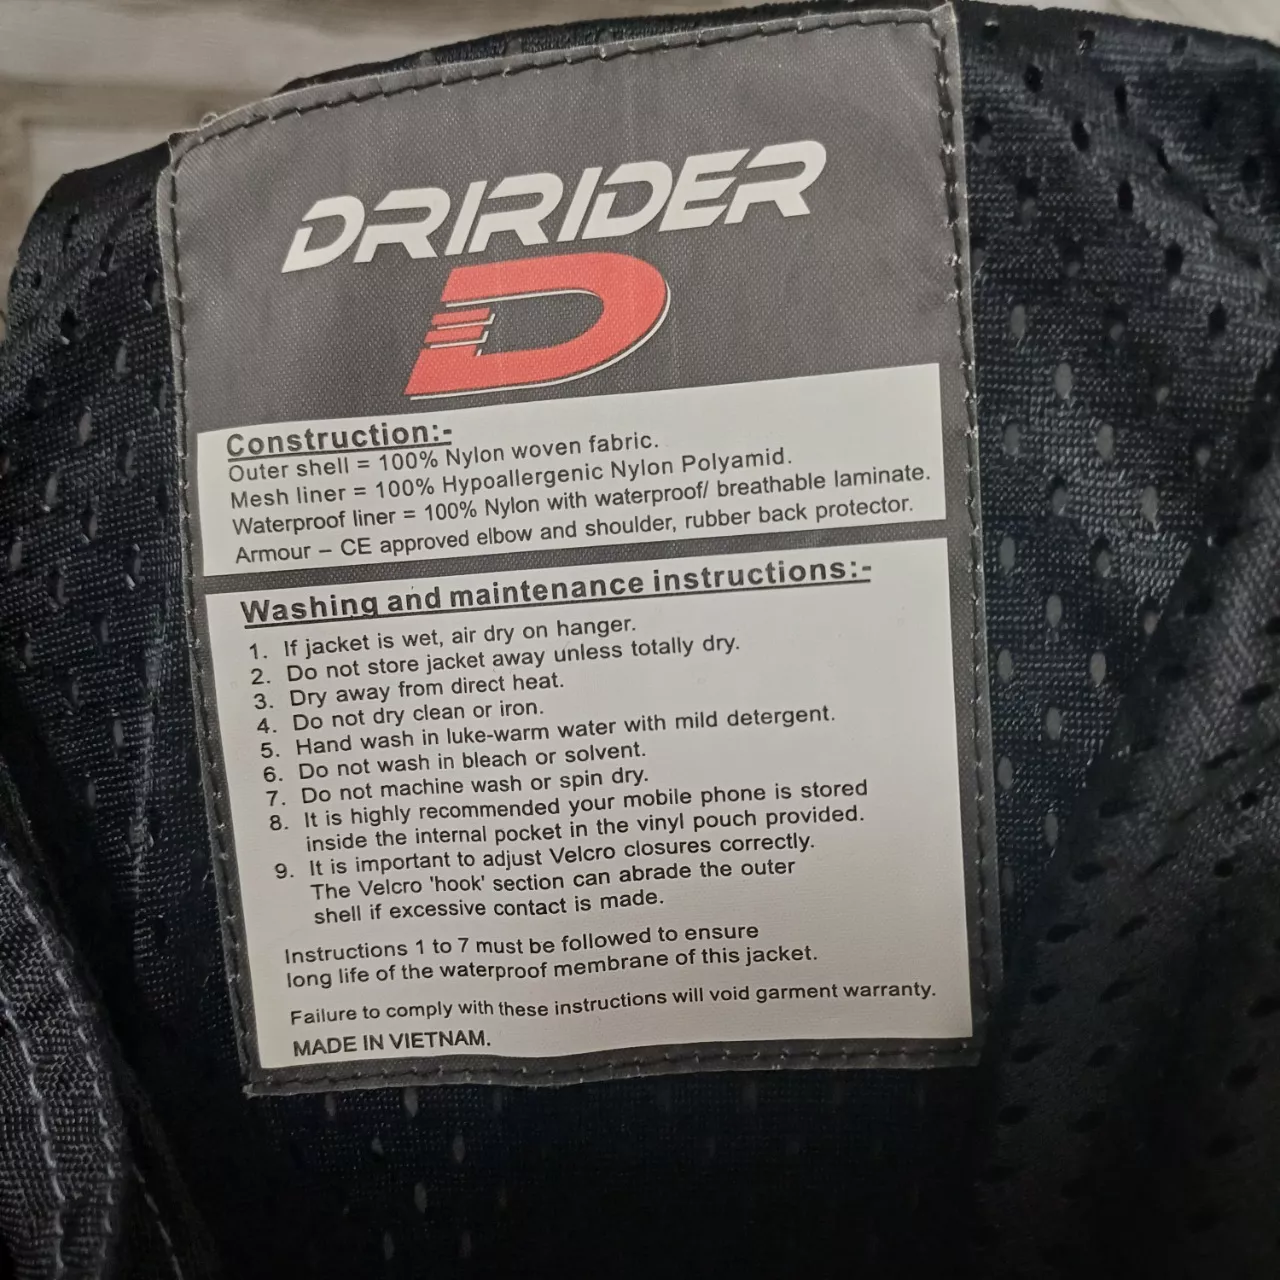 DRIRIDER
D
Construction:-
Outer shell = 100% Nylon woven fabric.
Mesh liner = 100% Hypoallergenic Nylon Polyamid.
Waterproof liner = 100% Nylon with waterproof/ breathable laminate.
Armour – CE approved elbow and shoulder, rubber back protector.
Washing and maintenance instructions:-
1. If jacket is wet, air dry on hanger.
2. Do not store jacket away unless totally dry.
3. Dry away from direct heat.
4. Do not dry clean or iron.
5. Hand wash in luke-warm water with mild detergent.
6. Do not wash in bleach or solvent.
7. Do not machine wash or spin dry.
8. It is highly recommended your mobile phone is stored
inside the internal pocket in the vinyl pouch provided.
9. It is important to adjust Velcro closures correctly.
The Velcro 'hook' section can abrade the outer
shell if excessive contact is made.
Instructions 1 to 7 must be followed to ensure
long life of the waterproof membrane of this jacket.
Failure to comply with these instructions will void garment warranty.
MADE IN VIETNAM.